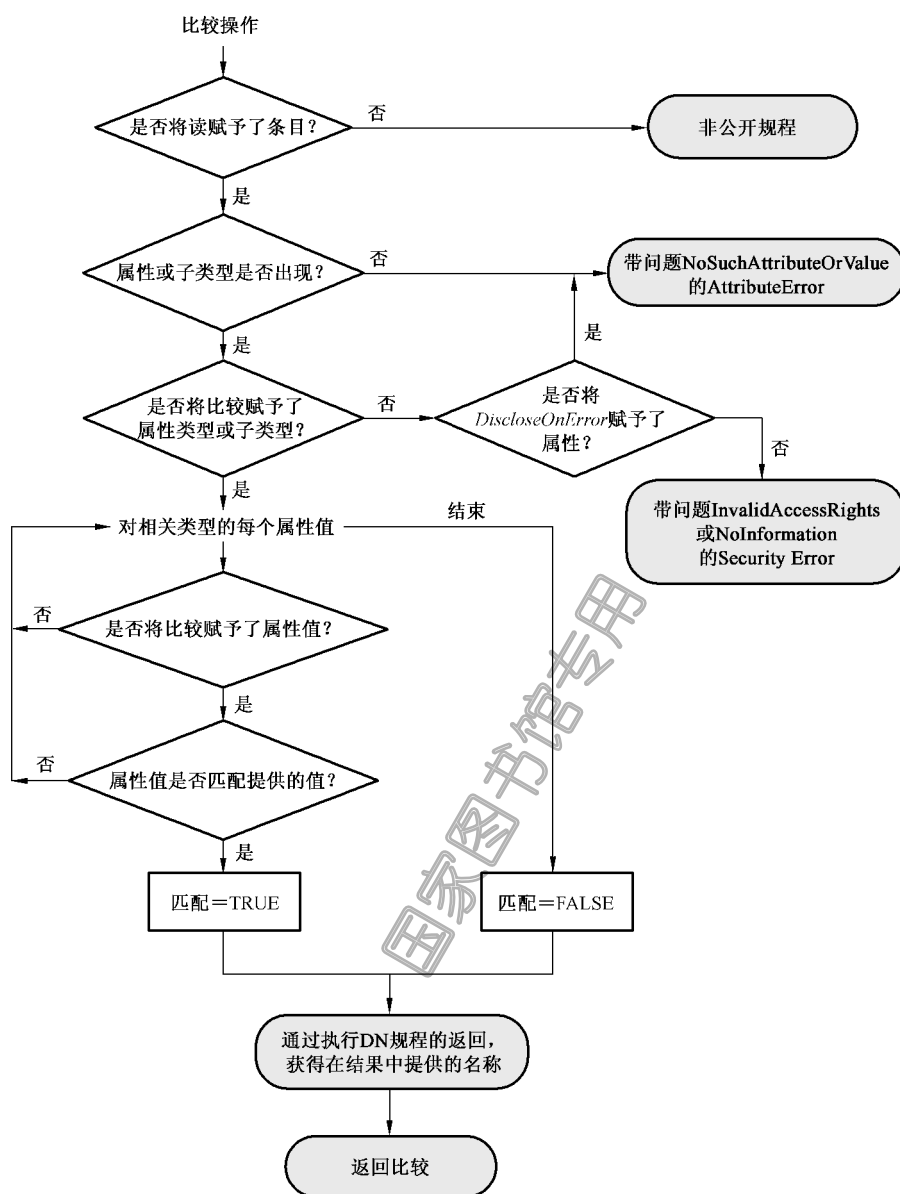 比较操作
是否将读赋予了条目？
否
非公开规程
是
属性或子类型是否出现？
否
带问题NoSuchAttributeOrValue
的AttributeError
是
是
是否将比较赋予了
属性类型或子类型？
否
是否将
DiscloseOnError赋予了
属性？
否
是
带问题InvalidAccessRights
或NoInformation
的Security Error
对相关类型的每个属性值
结束
否
是否将比较赋予了属性值？
是
否
属性值是否匹配提供的值？
是
匹配＝TRUE
匹配＝FALSE
国家图书馆专用
通过执行DN规程的返回，
获得在结果中提供的名称
返回比较